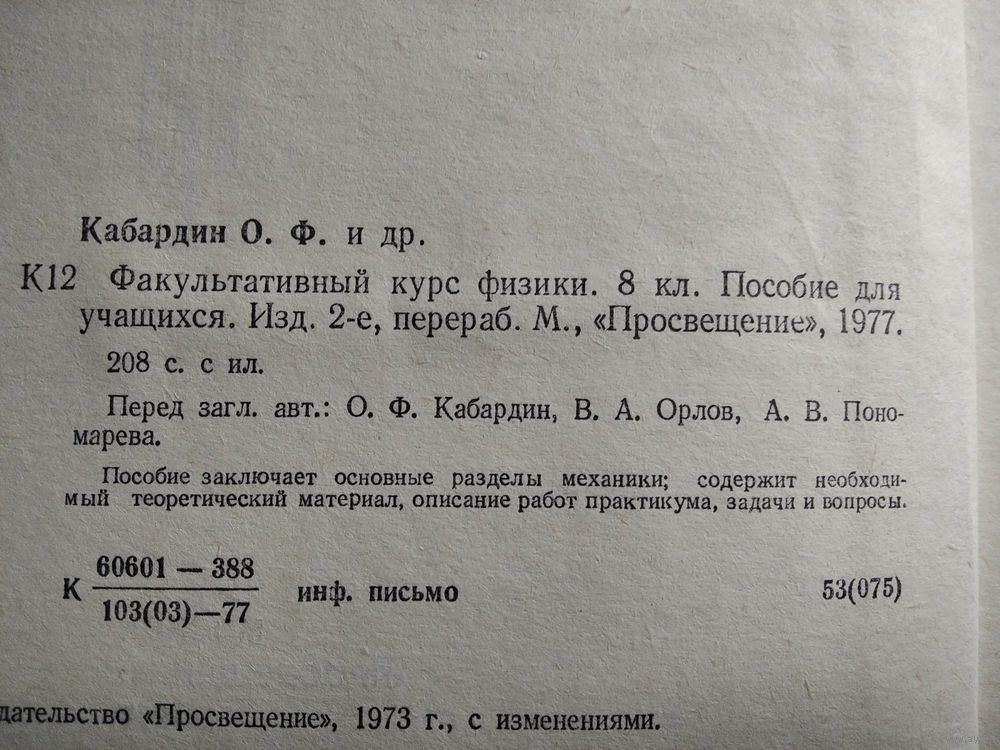 Кабардин О. Ф. и др.
К12 Факультативный курс физики. 8 кл. Пособие для
учащихся. Изд. 2-е, перераб. М., «Просвещение», 1977.
208 с. с ил.
Перед загл. авт.: О. Ф. Кабардин, В. А. Орлов, А. В. Поно-
марева.
Пособие заключает основные разделы механики; содержит необходи-
мый теоретический материал, описание работ практикума, задачи и вопросы.
К 60601 — 388
103(03)—77 инф. письмо 53(075)
дательство «Просвещение», 1973 г., с изменениями.